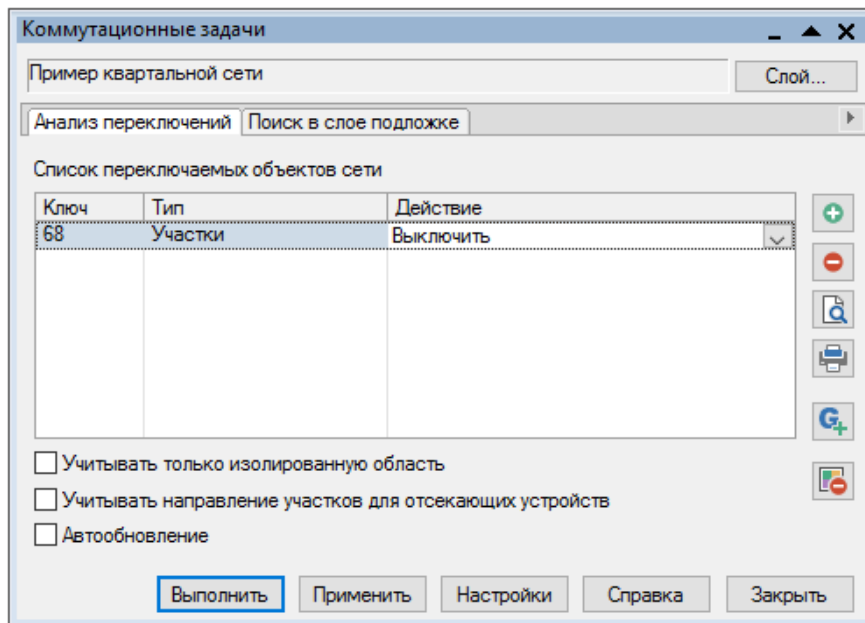 Коммутационные задачи
Пример квартальной сети Слой...
Анализ переключений Поиск в слое подложке
Список переключаемых объектов сети
Ключ Тип Действие
68 Участки Выключить
Учитывать только изолированную область
Учитывать направление участков для отсекающих устройств
Автообновление
Выполнить Применить Настройки Справка Закрыть